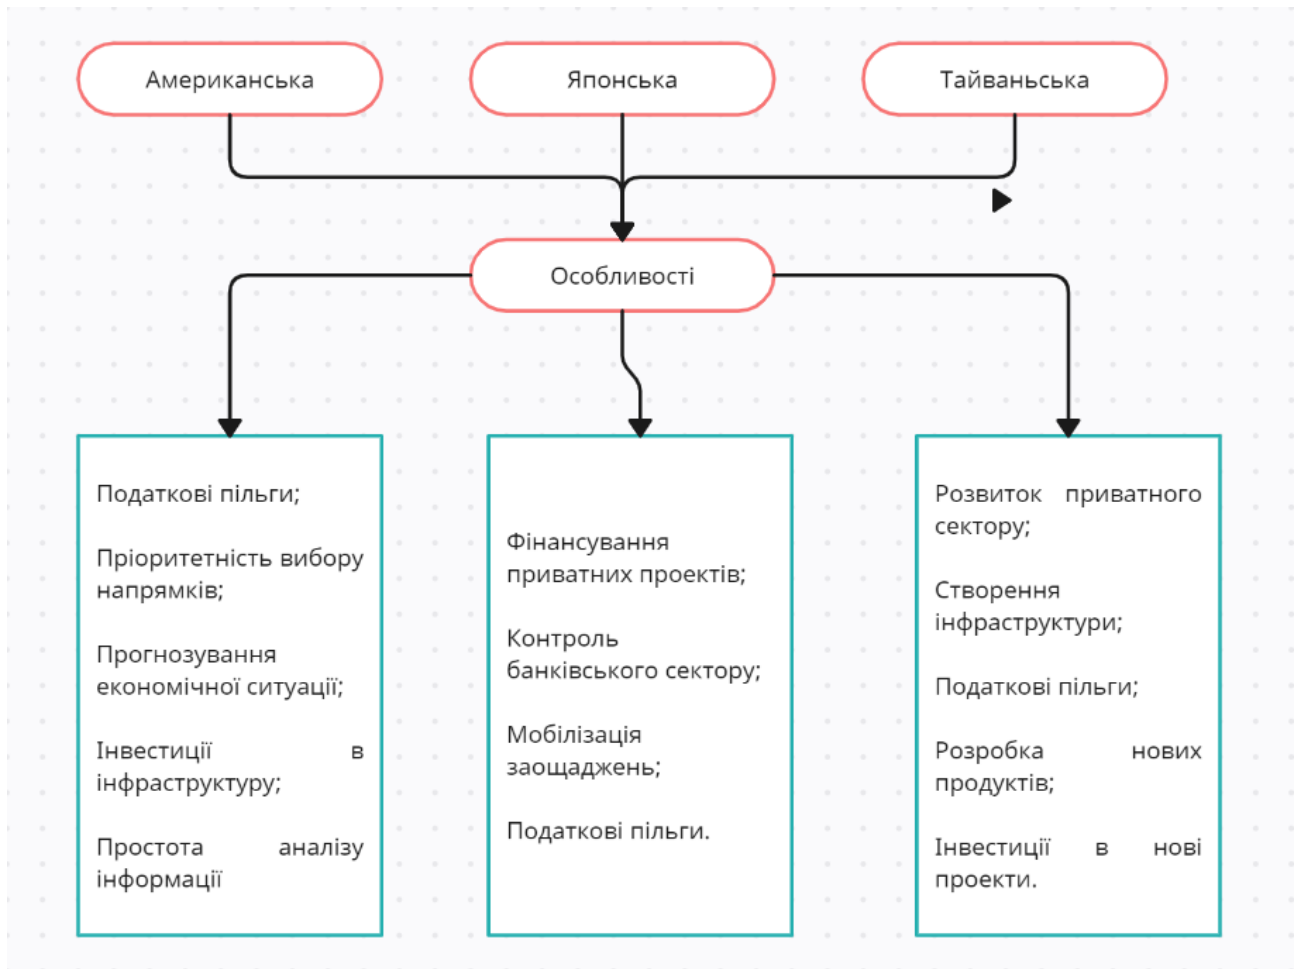 Американська
Японська
Тайваньська
Особливості
Податкові пільги;
Пріоритетність вибору
напрямків;
Прогнозування
економічної ситуації;
Інвестиції в
інфраструктуру;
Простота аналізу
інформації
Фінансування
приватних проектів;
Контроль
банківського сектору;
Мобілізація
заощаджень;
Податкові пільги.
Розвиток приватного
сектору;
Створення
інфраструктури;
Податкові пільги;
Розробка нових
продуктів;
Інвестиції в нові
проекти.